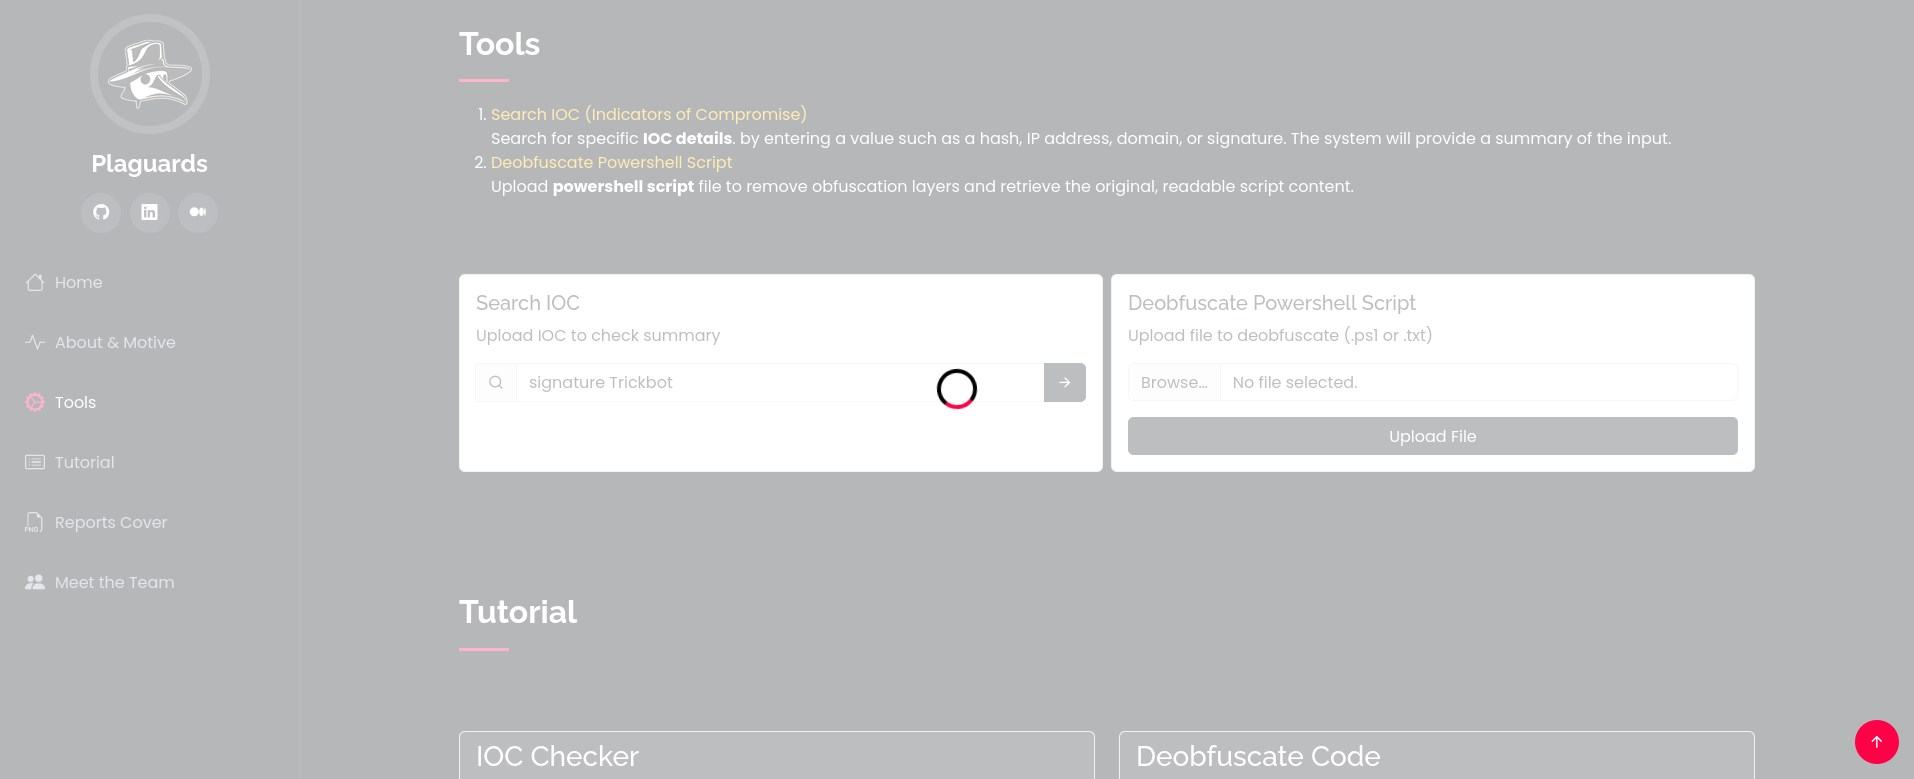 Plaguards
Home
About & Motive
Tools
Tutorial
PNG
Reports Cover
Meet the Team
Tools
1. Search IOC (Indicators of Compromise)
Search for specific IOC details. by entering a value such as a hash, IP address, domain, or signature. The system will provide a summary of the input.
2. Deobfuscate Powershell Script
Upload powershell script file to remove obfuscation layers and retrieve the original, readable script content.
Search IOC
Upload IOC to check summary
signature Trickbot
Deobfuscate Powershell Script
Upload file to deobfuscate (.ps1 or .txt)
Browse... No file selected.
Upload File
Tutorial
IOC Checker
Deobfuscate Code